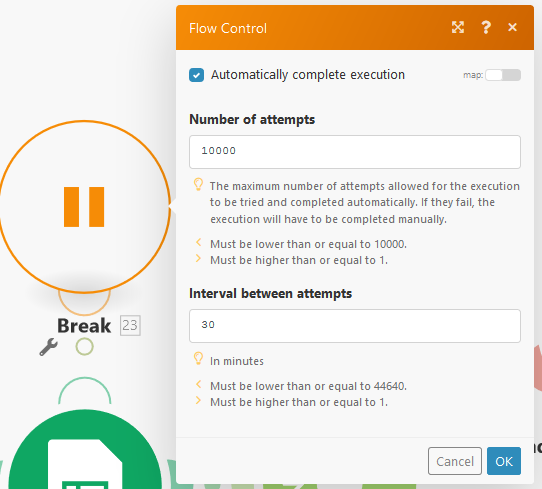 Flow Control
Automatically complete execution
map:
Number of attempts
10000
The maximum number of attempts allowed for the execution
to be tried and completed automatically. If they fail, the
execution will have to be completed manually.
Must be lower than or equal to 10000.
Must be higher than or equal to 1.
Interval between attempts
30
In minutes
Must be lower than or equal to 44640.
Must be higher than or equal to 1.
Cancel
OK
Break 23